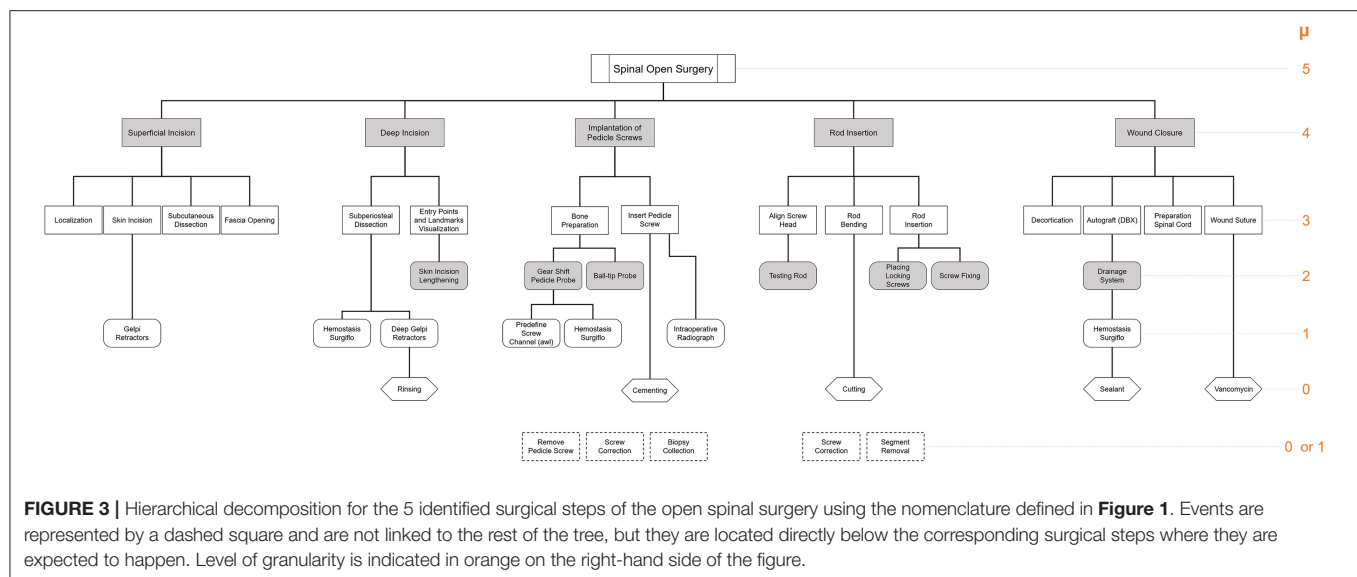 μ
Spinal Open Surgery
5
Superficial Incision
Deep Incision
Implantation of
Pedicle Screws
Rod Insertion
Wound Closure
4
Localization
Skin Incision
Subcutaneous
Dissection
Fascia Opening
Subperiosteal
Dissection
Entry Points
and Landmarks
Visualization
Bone
Preparation
Insert Pedicle
Screw
Align Screw
Head
Rod
Bending
Rod
Insertion
Decortication
Autograft (DBX)
Preparation
Spinal Cord
Wound Suture
3
Skin Incision
Lengthening
Gear Shift
Pedicle Probe
Ball-tip Probe
Testing Rod
Placing
Locking
Screws
Screw Fixing
Drainage
System
2
Gelpi
Retractors
Hemostasis
Surgiflo
Deep Gelpi
Retractors
Predefine
Screw
Channel (awl)
Hemostasis
Surgiflo
Intraoperative
Radiograph
Hemostasis
Surgiflo
1
Rinsing
Cementing
Cutting
Sealant
Vancomycin
0
Remove
Pedicle Screw
Screw
Correction
Biopsy
Collection
Screw
Correction
Segment
Removal
0 or 1
FIGURE 3 | Hierarchical decomposition for the 5 identified surgical steps of the open spinal surgery using the nomenclature defined in Figure 1. Events are
represented by a dashed square and are not linked to the rest of the tree, but they are located directly below the corresponding surgical steps where they are
expected to happen. Level of granularity is indicated in orange on the right-hand side of the figure.